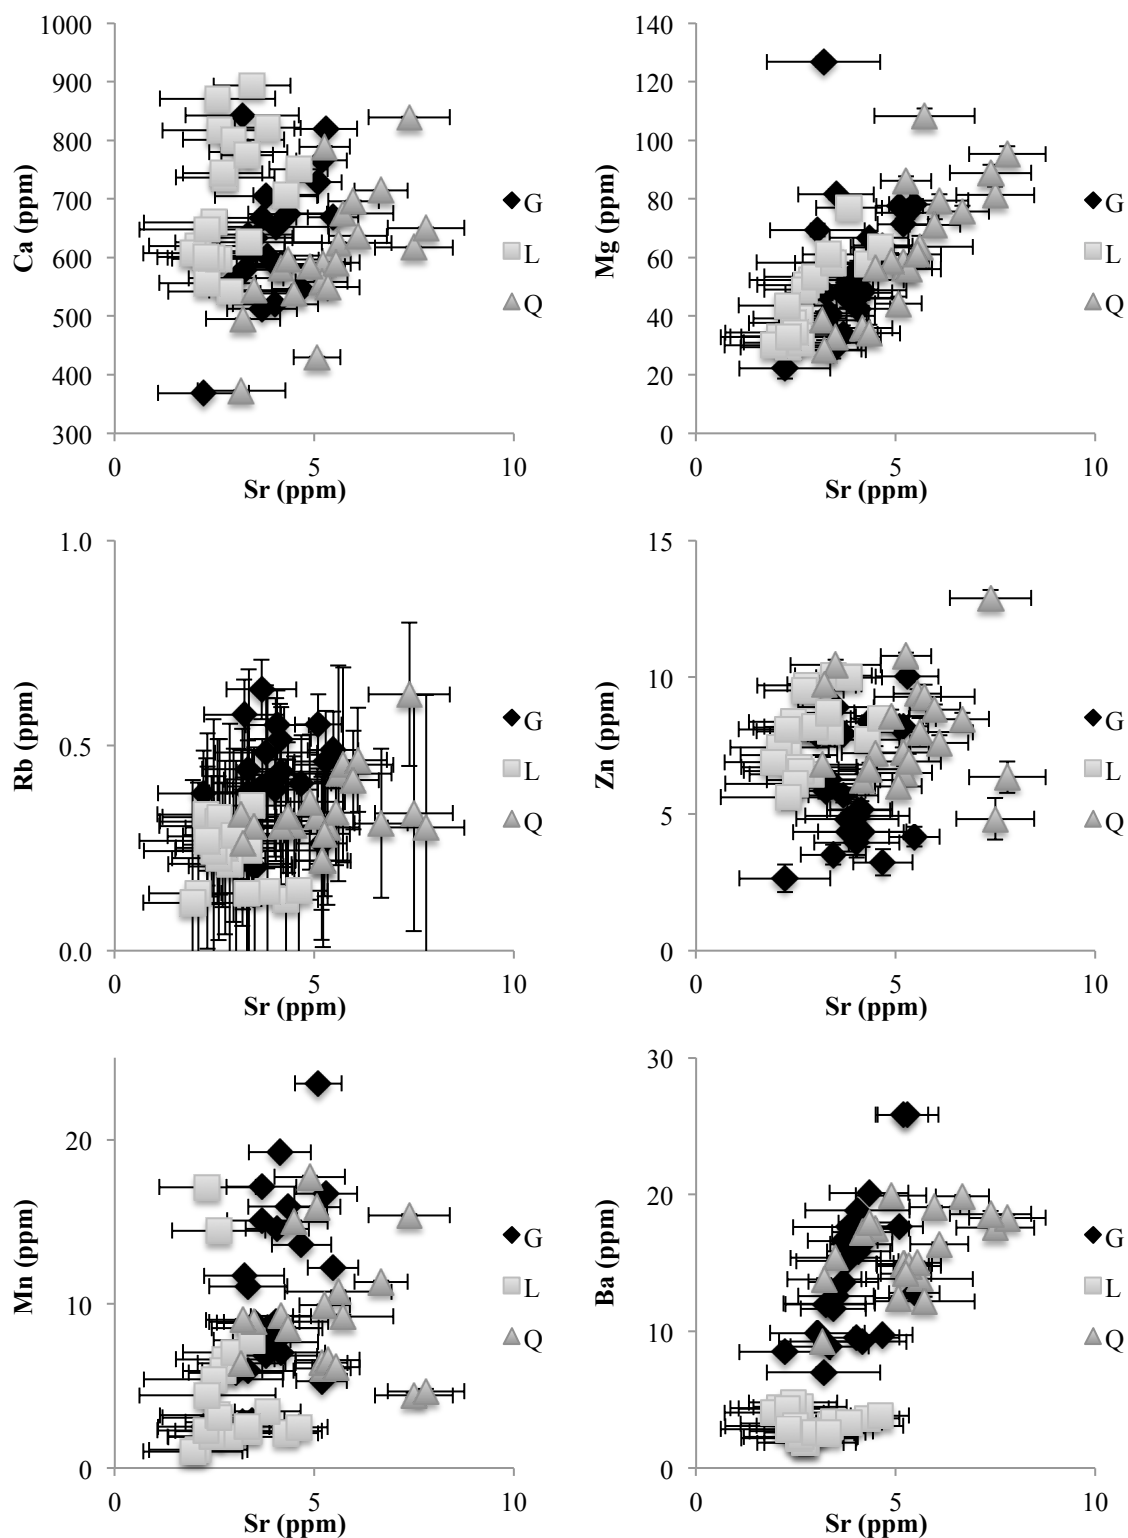 1000
900
800
700
600
500
400
300
Ca (ppm)
0 5 10
Sr (ppm)
G
L
Q
140
120
100
80
60
40
20
0
Mg (ppm)
0 5 10
Sr (ppm)
G
L
Q
1.0
0.5
0.0
Rb (ppm)
0 5 10
Sr (ppm)
G
L
Q
15
10
5
0
Zn (ppm)
0 5 10
Sr (ppm)
G
L
Q
20
10
0
Mn (ppm)
0 5 10
Sr (ppm)
G
L
Q
30
20
10
0
Ba (ppm)
0 5 10
Sr (ppm)
G
L
Q